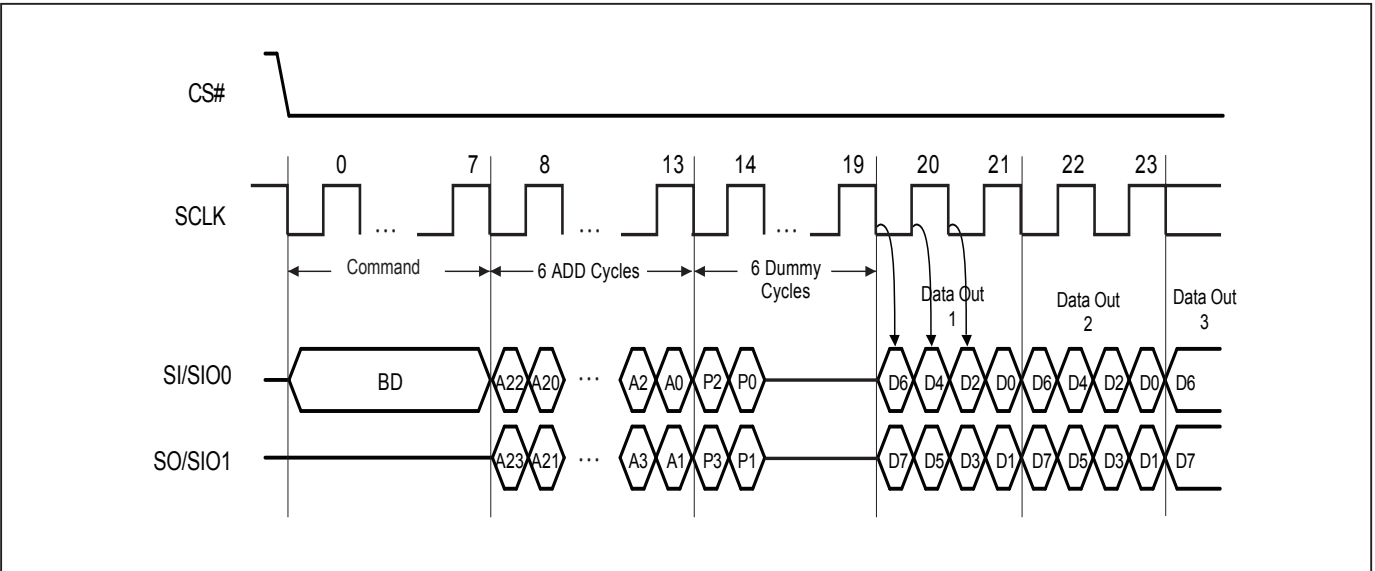 CS#
0 7 8 13 14 19 20 21 22 23
SCLK
... ... ...
Command
6 ADD Cycles
6 Dummy
Cycles
Data Out
1
Data Out
2
Data Out
3
SI/SIO0 BD A22 A20 ... A2 A0 P2 P0 D6 D4 D2 D0 D6 D4 D2 D0 D6
SO/SIO1 A23 A21 ... A3 A1 P3 P1 D7 D5 D3 D1 D7 D5 D3 D1 D7